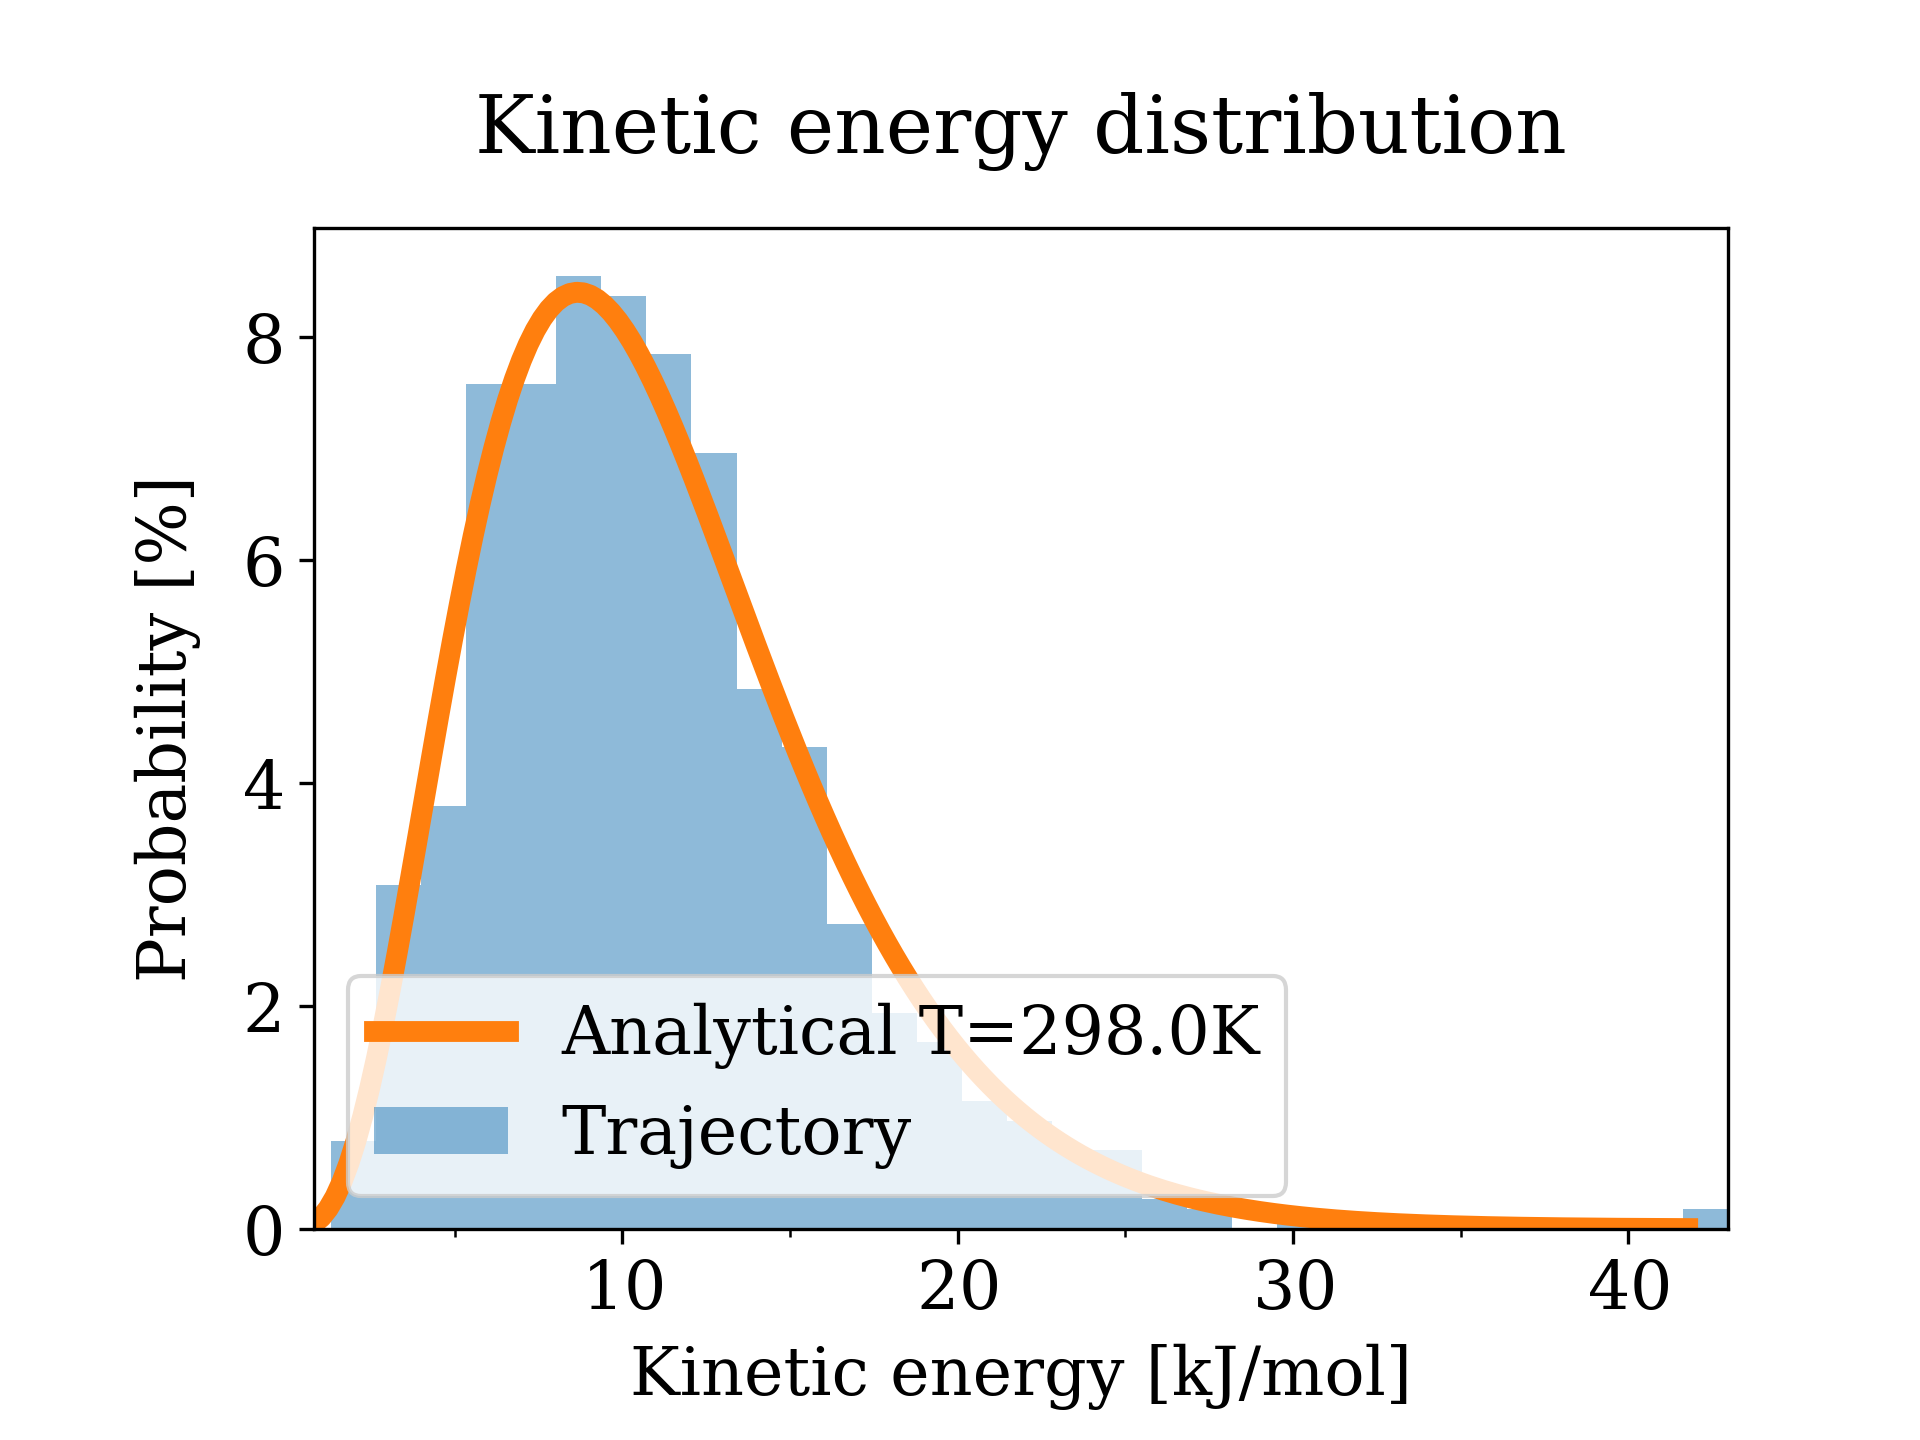 Kinetic energy distribution
Probability [%]
8
6
4
2
0
Analytical T=298.0K
Trajectory
10 20 30 40
Kinetic energy [kJ/mol]